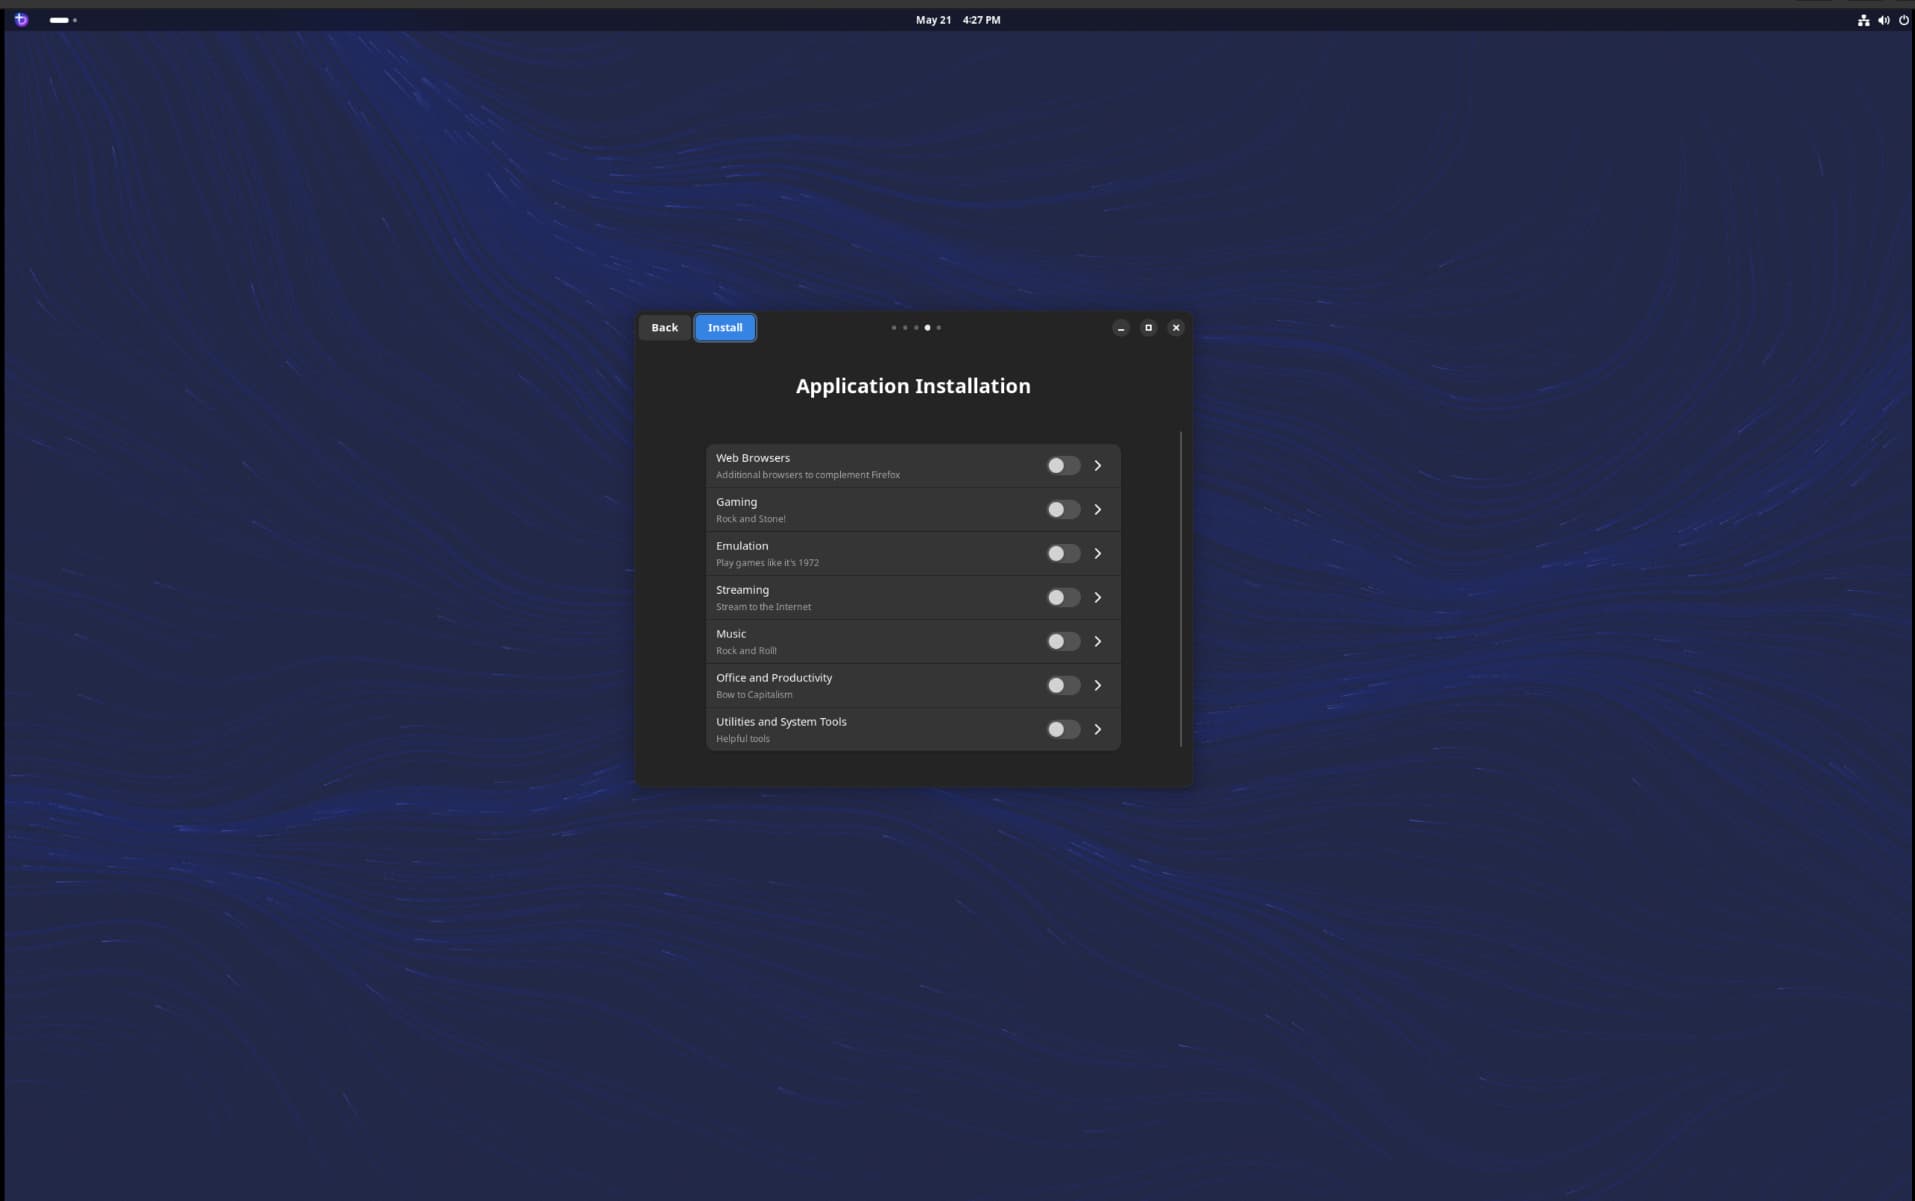 May 21 4:27 PM
Back
Install
Application Installation
Web Browsers
Additional browsers to complement Firefox
Gaming
Rock and Stone!
Emulation
Play games like it's 1972
Streaming
Stream to the Internet
Music
Rock and Roll!
Office and Productivity
Bow to Capitalism
Utilities and System Tools
Helpful tools